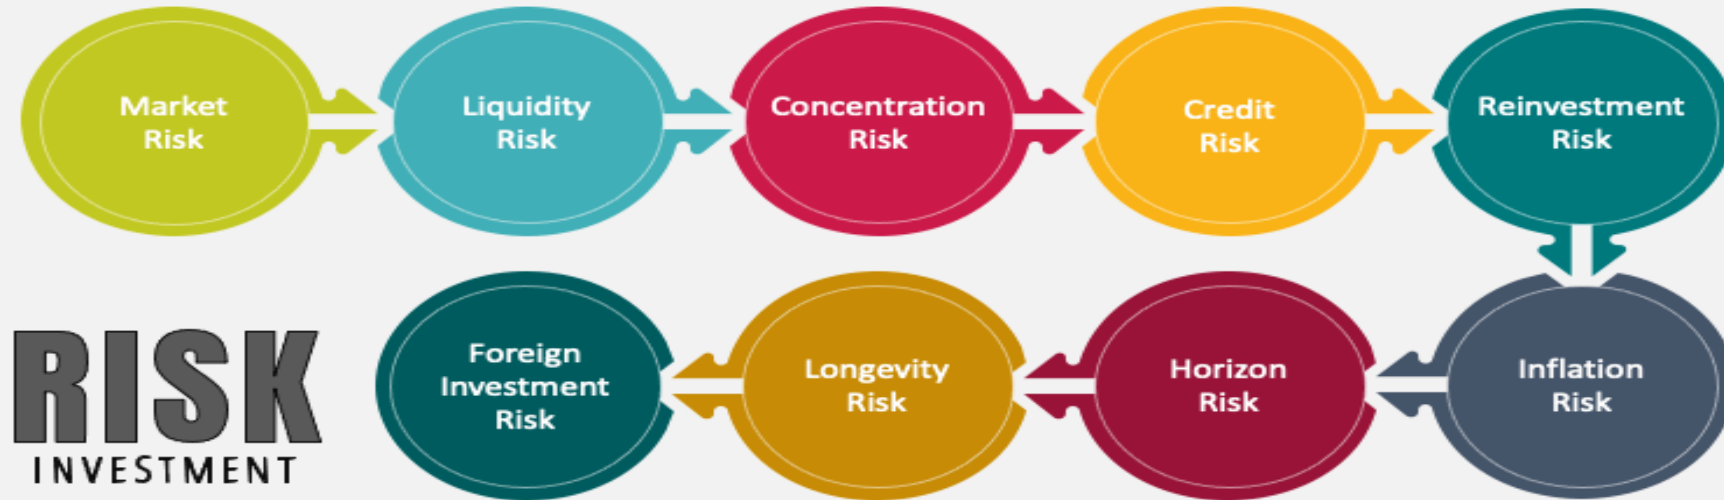 Market
Risk
Liquidity
Risk
Concentration
Risk
Credit
Risk
Reinvestment
Risk
Inflation
Risk
Horizon
Risk
Longevity
Risk
Foreign
Investment
Risk
RISK
INVESTMENT